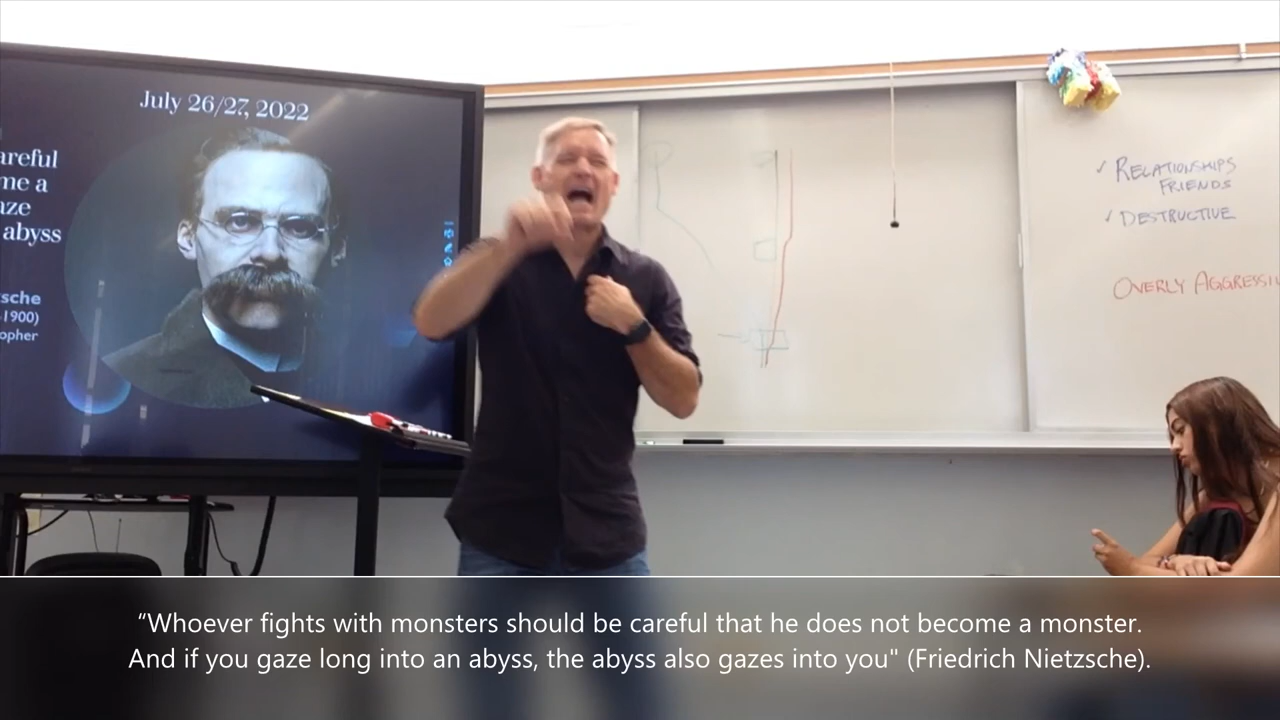 July 26/27, 2022
areful
me a
aze
abyss
sche
1900)
opher
✓ RELATIONSHIPS
FRIENDS
✓ DESTRUCTIVE
OVERLY AGGRESSI
“Whoever fights with monsters should be careful that he does not become a monster.
And if you gaze long into an abyss, the abyss also gazes into you" (Friedrich Nietzsche).